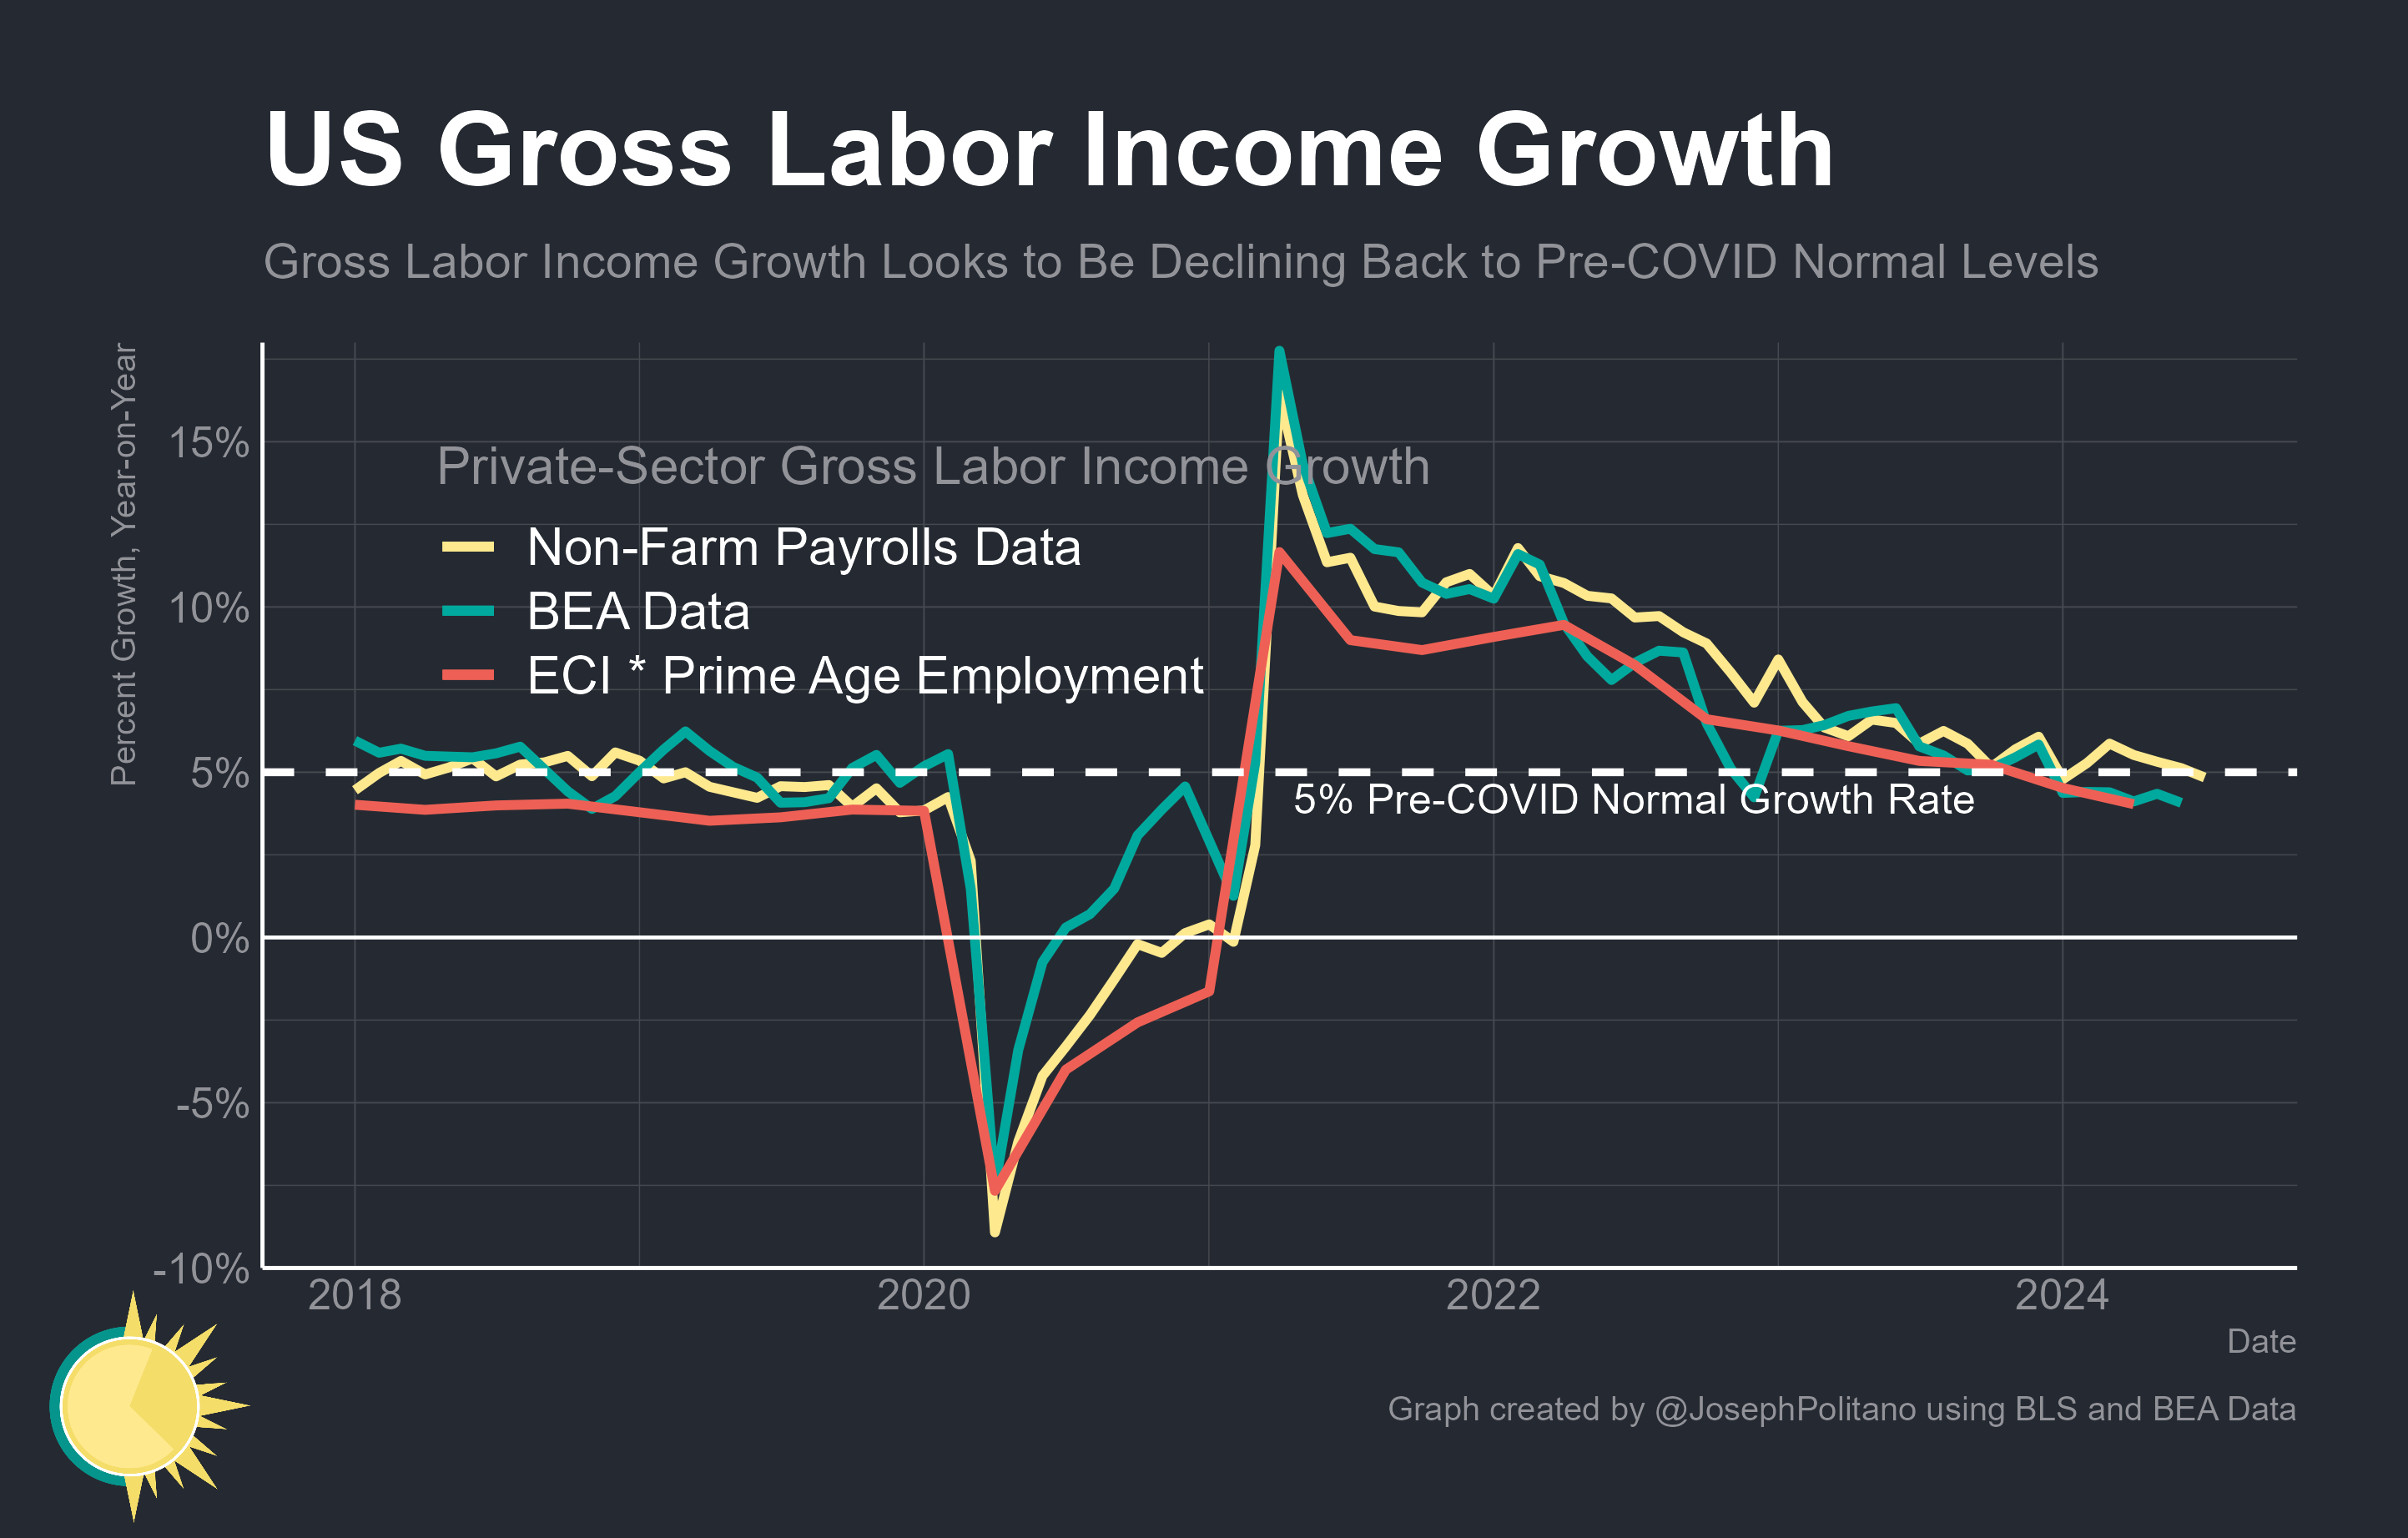 US Gross Labor Income Growth
Gross Labor Income Growth Looks to Be Declining Back to Pre-COVID Normal Levels
Percent Growth, Year-on-Year
15%
10%
5%
0%
-5%
-10%
Private-Sector Gross Labor Income Growth
Non-Farm Payrolls Data
BEA Data
ECI * Prime Age Employment
5% Pre-COVID Normal Growth Rate
2018
2020
2022
2024
Date
Graph created by @JosephPolitano using BLS and BEA Data